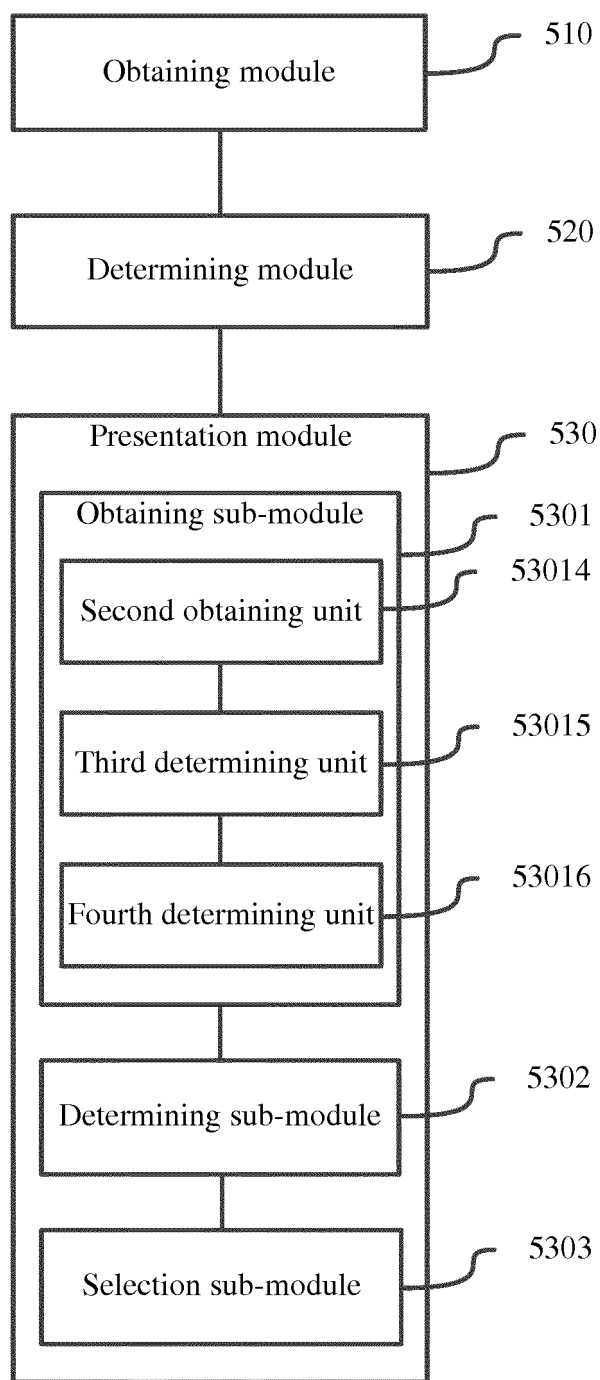 Obtaining module
510
Determining module
520
Presentation module
530
Obtaining sub-module
5301
Second obtaining unit
53014
Third determining unit
53015
Fourth determining unit
53016
Determining sub-module
5302
Selection sub-module
5303